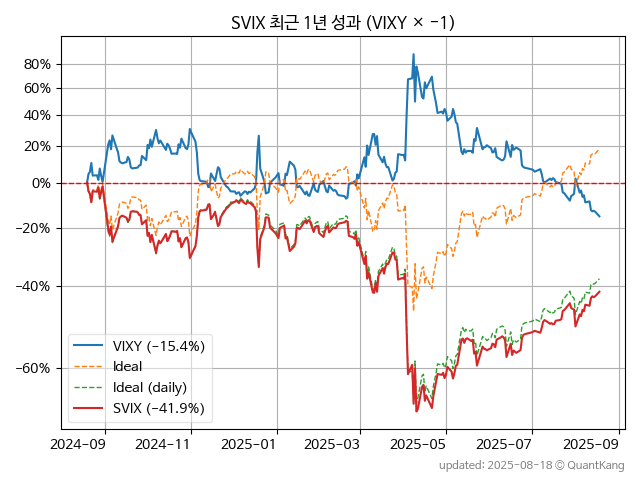 SVIX 최근 1년 성과 (VIXY × −1)
80%
60%
40%
20%
0%
−20%
−40%
−60%
VIXY (−15.4%)
Ideal
Ideal (daily)
SVIX (−41.9%)
2024-09
2024-11
2025-01
2025-03
2025-05
2025-07
2025-09
updated: 2025-08-18 © QuantKang